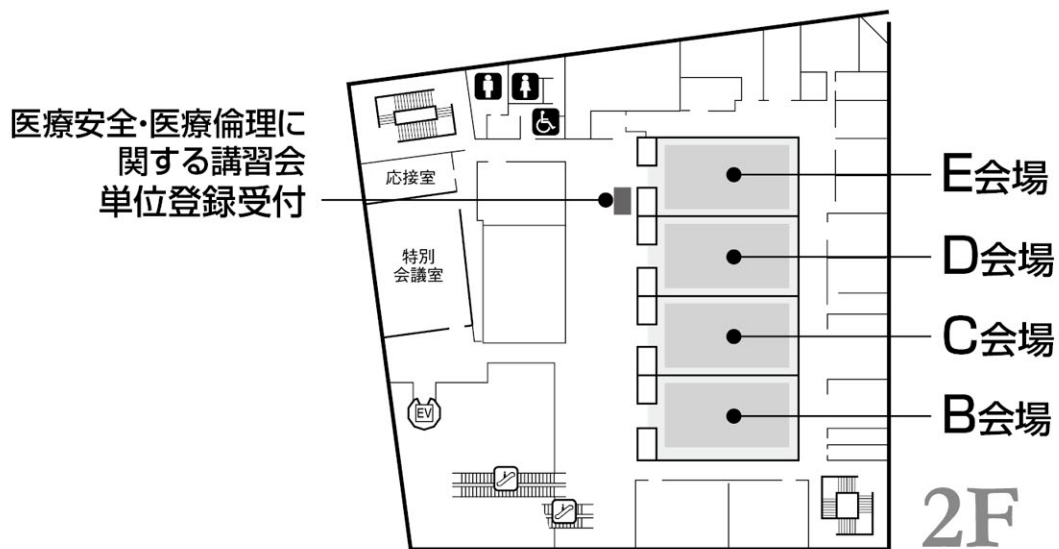 医療安全・医療倫理に
関する講習会
単位登録受付
応接室
特別
会議室
EV
E会場
D会場
C会場
B会場
2F